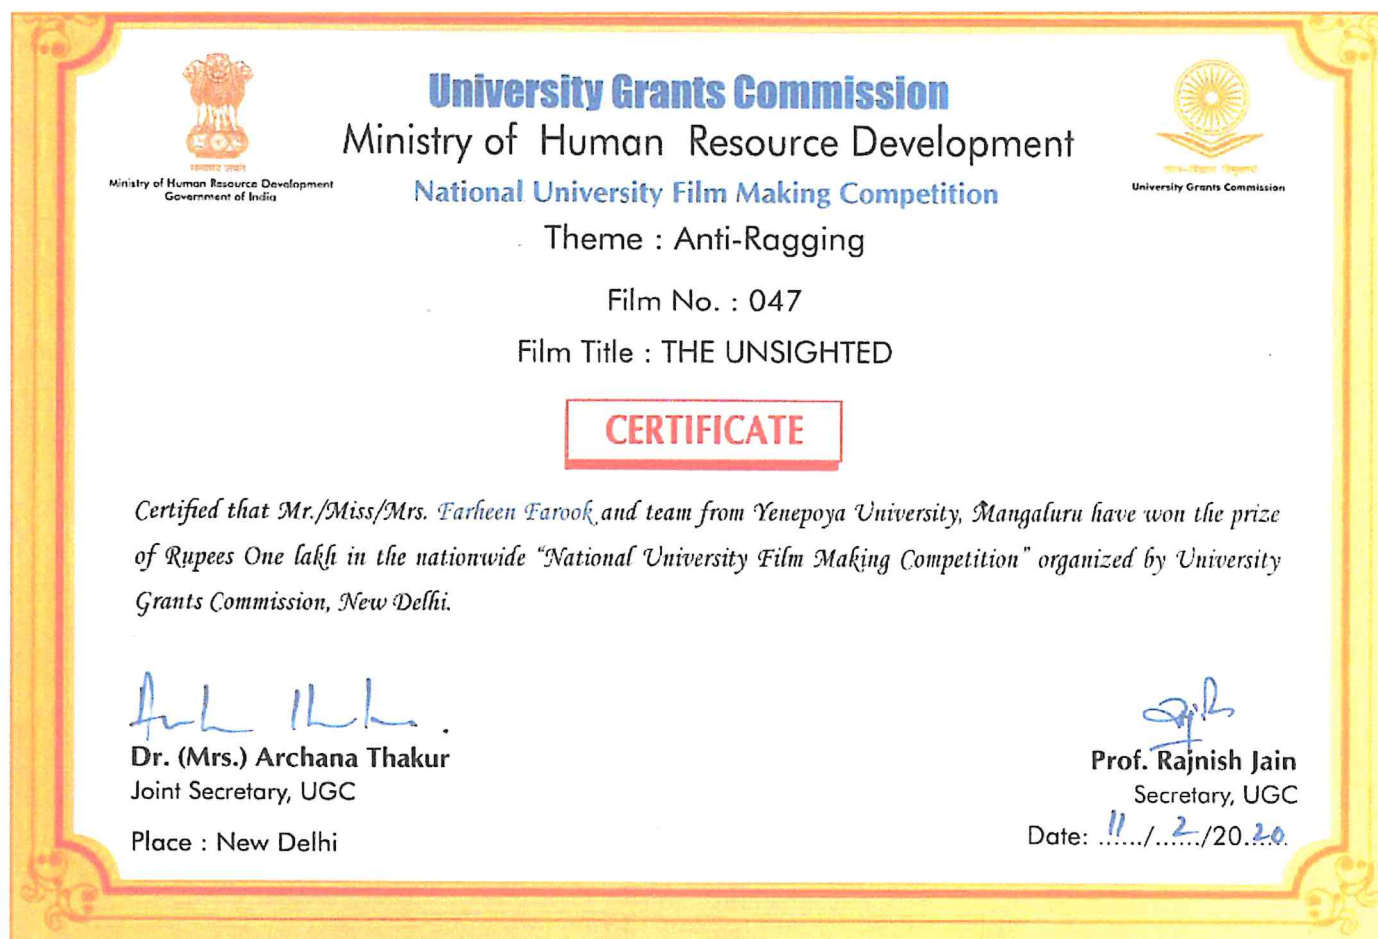 University Grants Commission
Ministry of Human Resource Development
सत्यमेव जयते
Ministry of Human Resource Development
Government of India
University Grants Commission
National University Film Making Competition
Theme : Anti-Ragging
Film No. : 047
Film Title : THE UNSIGHTED
CERTIFICATE
Certified that Mr./Miss/Mrs. Farheen Farook, and team from Yenepoya University, Mangaluru have won the prize
of Rupees One lakh in the nationwide “National University Film Making Competition” organized by University
Grants Commission, New Delhi.
Dr. (Mrs.) Archana Thakur
Joint Secretary, UGC
Place : New Delhi
Prof. Rajnish Jain
Secretary, UGC
Date: 11/2/2020